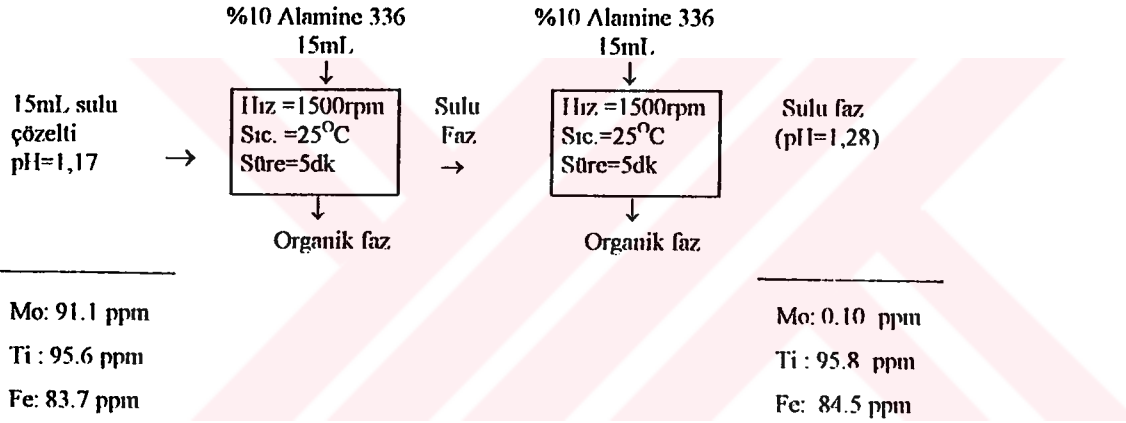 %10 Alamine 336
15mL
↓
%10 Alamine 336
15mL
↓
15mL sulu
çözelti
pH=1,17
→
Hız =1500rpm
Sıc. =25°C
Süre=5dk
↓
Organik faz
Sulu
Faz
→
Hız =1500rpm
Sıc.=25°C
Süre=5dk
↓
Organik faz
Sulu faz
(pH=1,28)
Mo: 91.1 ppm
Ti : 95.6 ppm
Fe: 83.7 ppm
Mo: 0.10 ppm
Ti : 95.8 ppm
Fe: 84.5 ppm